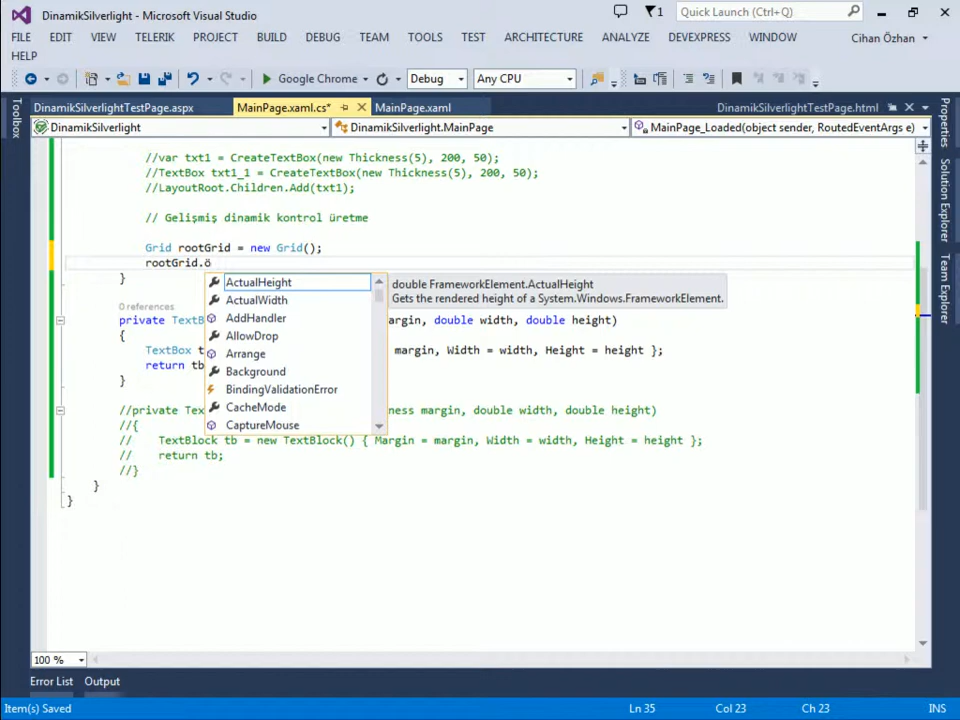 DinamikSilverlight - Microsoft Visual Studio
1
Quick Launch (Ctrl+Q)
FILE EDIT VIEW TELERIK PROJECT BUILD DEBUG TEAM TOOLS TEST ARCHITECTURE ANALYZE DEVEXPRESS WINDOW
Cihan Özhan
HELP
Google Chrome
Debug
Any CPU
Toolbox
DinamikSilverlightTestPage.aspx
MainPage.xaml.cs*
MainPage.xaml
DinamikSilverlightTestPage.html
DinamikSilverlight
DinamikSilverlight.MainPage
MainPage_Loaded(object sender, RoutedEventArgs e)
//var txt1 = CreateTextBox(new Thickness(5), 200, 50);
//TextBox txt1_1 = CreateTextBox(new Thickness(5), 200, 50);
//LayoutRoot.Children.Add(txt1);
// Gelişmiş dinamik kontrol üretme
Grid rootGrid = new Grid();
rootGrid.ö
}
ActualHeight
ActualWidth
AddHandler
AllowDrop
Arrange
Background
BindingValidationError
CacheMode
CaptureMouse
double FrameworkElement.ActualHeight
Gets the rendered height of a System.Windows.FrameworkElement.
0 references
private TextB argin, double width, double height)
{
TextBox t margin, Width = width, Height = height };
return tb
}
//private Tex ness margin, double width, double height)
//{
// TextBlock tb = new TextBlock() { Margin = margin, Width = width, Height = height };
// return tb;
//}
}
}
Properties
Solution Explorer
Team Explorer
100 %
Error List Output
Item(s) Saved
Ln 35
Col 23
Ch 23
INS